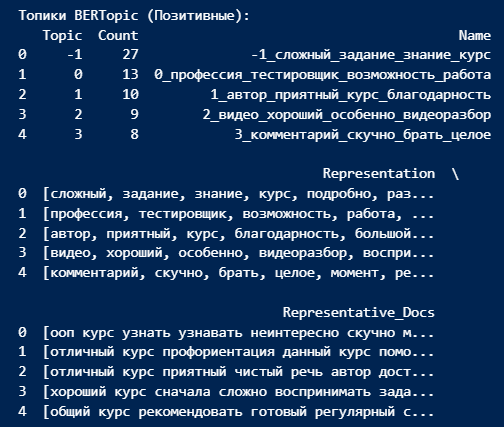 Топики BERTopic (Позитивные):
Topic Count Name
0 -1 27 -1_сложный_задание_знание_курс
1 0 13 0_профессия_тестировщик_возможность_работа
2 1 10 1_автор_приятный_курс_благодарность
3 2 9 2_видео_хороший_особенно_видеоразбор
4 3 8 3_комментарий_скучно_брать_целое
Representation \
0 [сложный, задание, знание, курс, подробно, раз...
1 [профессия, тестировщик, возможность, работа, ...
2 [автор, приятный, курс, благодарность, большой...
3 [видео, хороший, особенно, видеоразбор, воспри...
4 [комментарий, скучно, брать, целое, момент, ре...
Representative_Docs
0 [ооп курс узнать узнавать неинтересно скучно м...
1 [отличный курс профориентация данный курс помо...
2 [отличный курс приятный чистый речь автор дост...
3 [хороший курс сначала сложно воспринимать зада...
4 [общий курс рекомендовать готовый регулярный с...